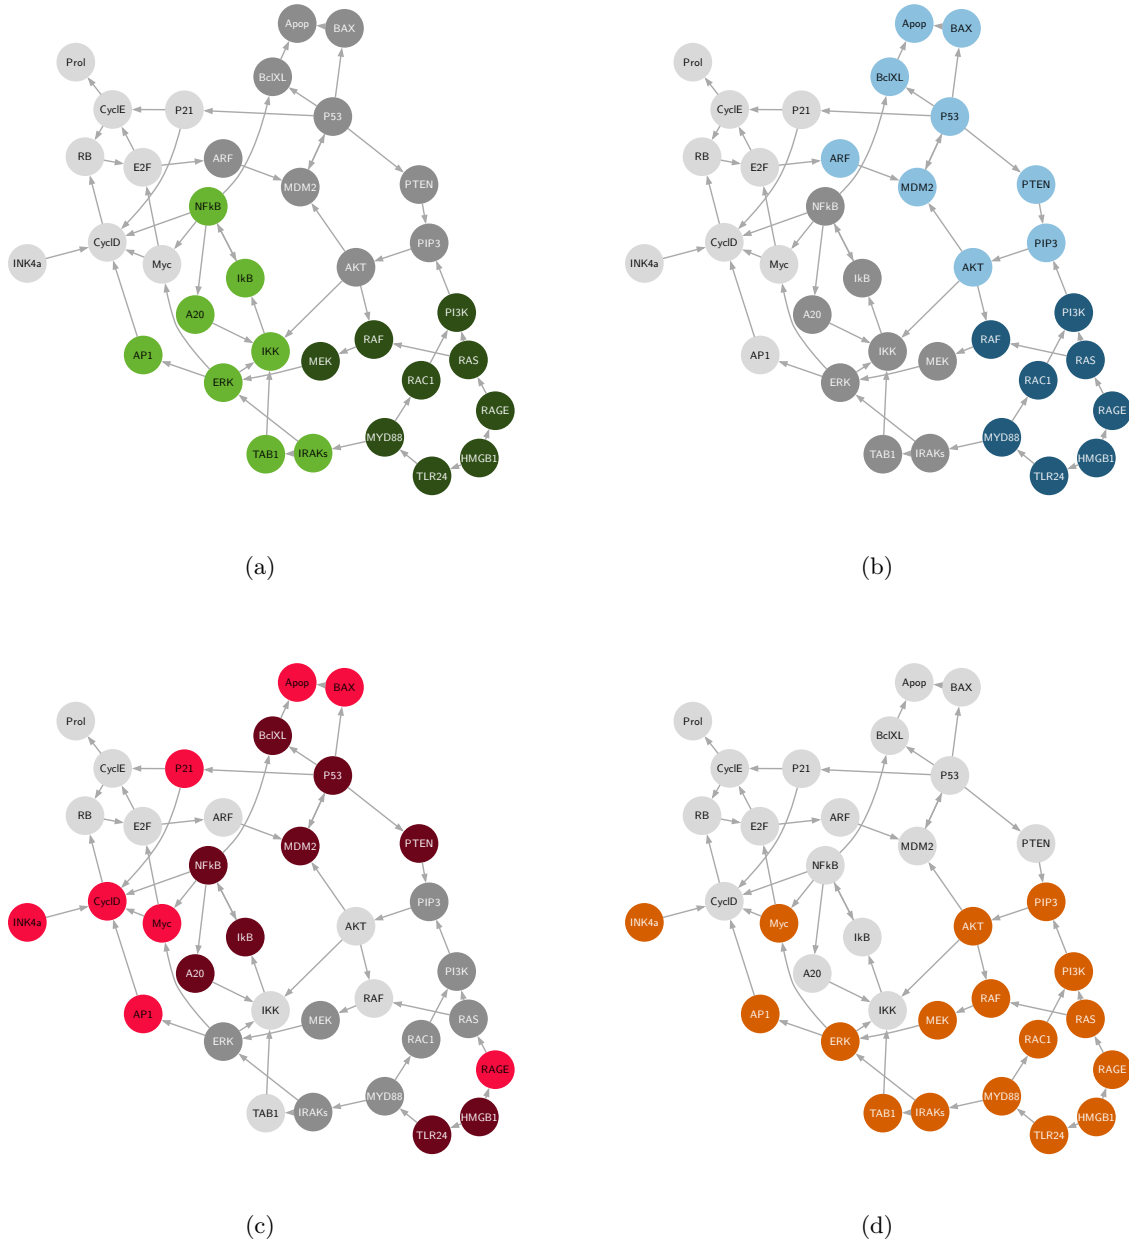 Apop
BAX
Prol
BclXL
CyclE
P21
P53
RB
E2F
ARF
MDM2
PTEN
NFkB
CyclD
PIP3
INK4a
Myc
IkB
AKT
A20
PI3K
AP1
IKK
MEK
RAF
RAS
ERK
RAC1
RAGE
TAB1
IRAKs
MYD88
HMGB1
TLR24
(a)
Apop
BAX
Prol
BclXL
CyclE
P21
P53
RB
E2F
ARF
MDM2
PTEN
NFkB
CyclD
PIP3
INK4a
Myc
IkB
AKT
A20
PI3K
AP1
IKK
MEK
RAF
RAS
ERK
RAC1
RAGE
TAB1
IRAKs
MYD88
HMGB1
TLR24
(b)
Apop
BAX
Prol
BclXL
CyclE
P21
P53
RB
E2F
ARF
MDM2
PTEN
NFkB
CyclD
PIP3
INK4a
Myc
IkB
AKT
A20
PI3K
AP1
IKK
MEK
RAF
RAS
ERK
RAC1
RAGE
TAB1
IRAKs
MYD88
HMGB1
TLR24
(c)
Apop
BAX
Prol
BclXL
CyclE
P21
P53
RB
E2F
ARF
MDM2
PTEN
NFkB
CyclD
PIP3
INK4a
Myc
IkB
AKT
A20
PI3K
AP1
IKK
MEK
RAF
RAS
ERK
RAC1
RAGE
TAB1
IRAKs
MYD88
HMGB1
TLR24
(d)